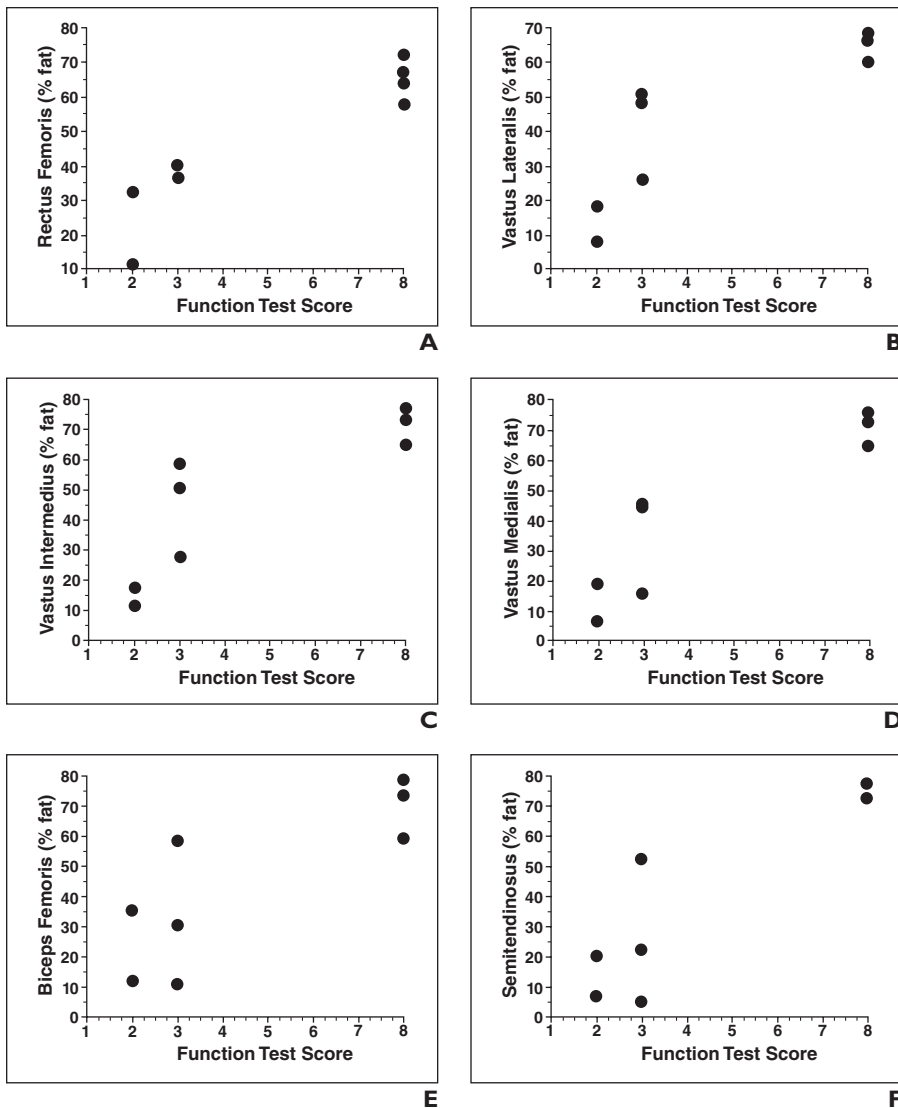 80
70
60
50
40
30
20
10
Rectus Femoris (% fat)
1 2 3 4 5 6 7 8
Function Test Score
A
70
60
50
40
30
20
10
0
Vastus Lateralis (% fat)
1 2 3 4 5 6 7 8
Function Test Score
B
80
70
60
50
40
30
20
10
0
Vastus Intermedius (% fat)
1 2 3 4 5 6 7 8
Function Test Score
C
80
70
60
50
40
30
20
10
0
Vastus Medialis (% fat)
1 2 3 4 5 6 7 8
Function Test Score
D
80
70
60
50
40
30
20
10
0
Biceps Femoris (% fat)
1 2 3 4 5 6 7 8
Function Test Score
E
80
70
60
50
40
30
20
10
0
Semitendinosus (% fat)
1 2 3 4 5 6 7 8
Function Test Score
F